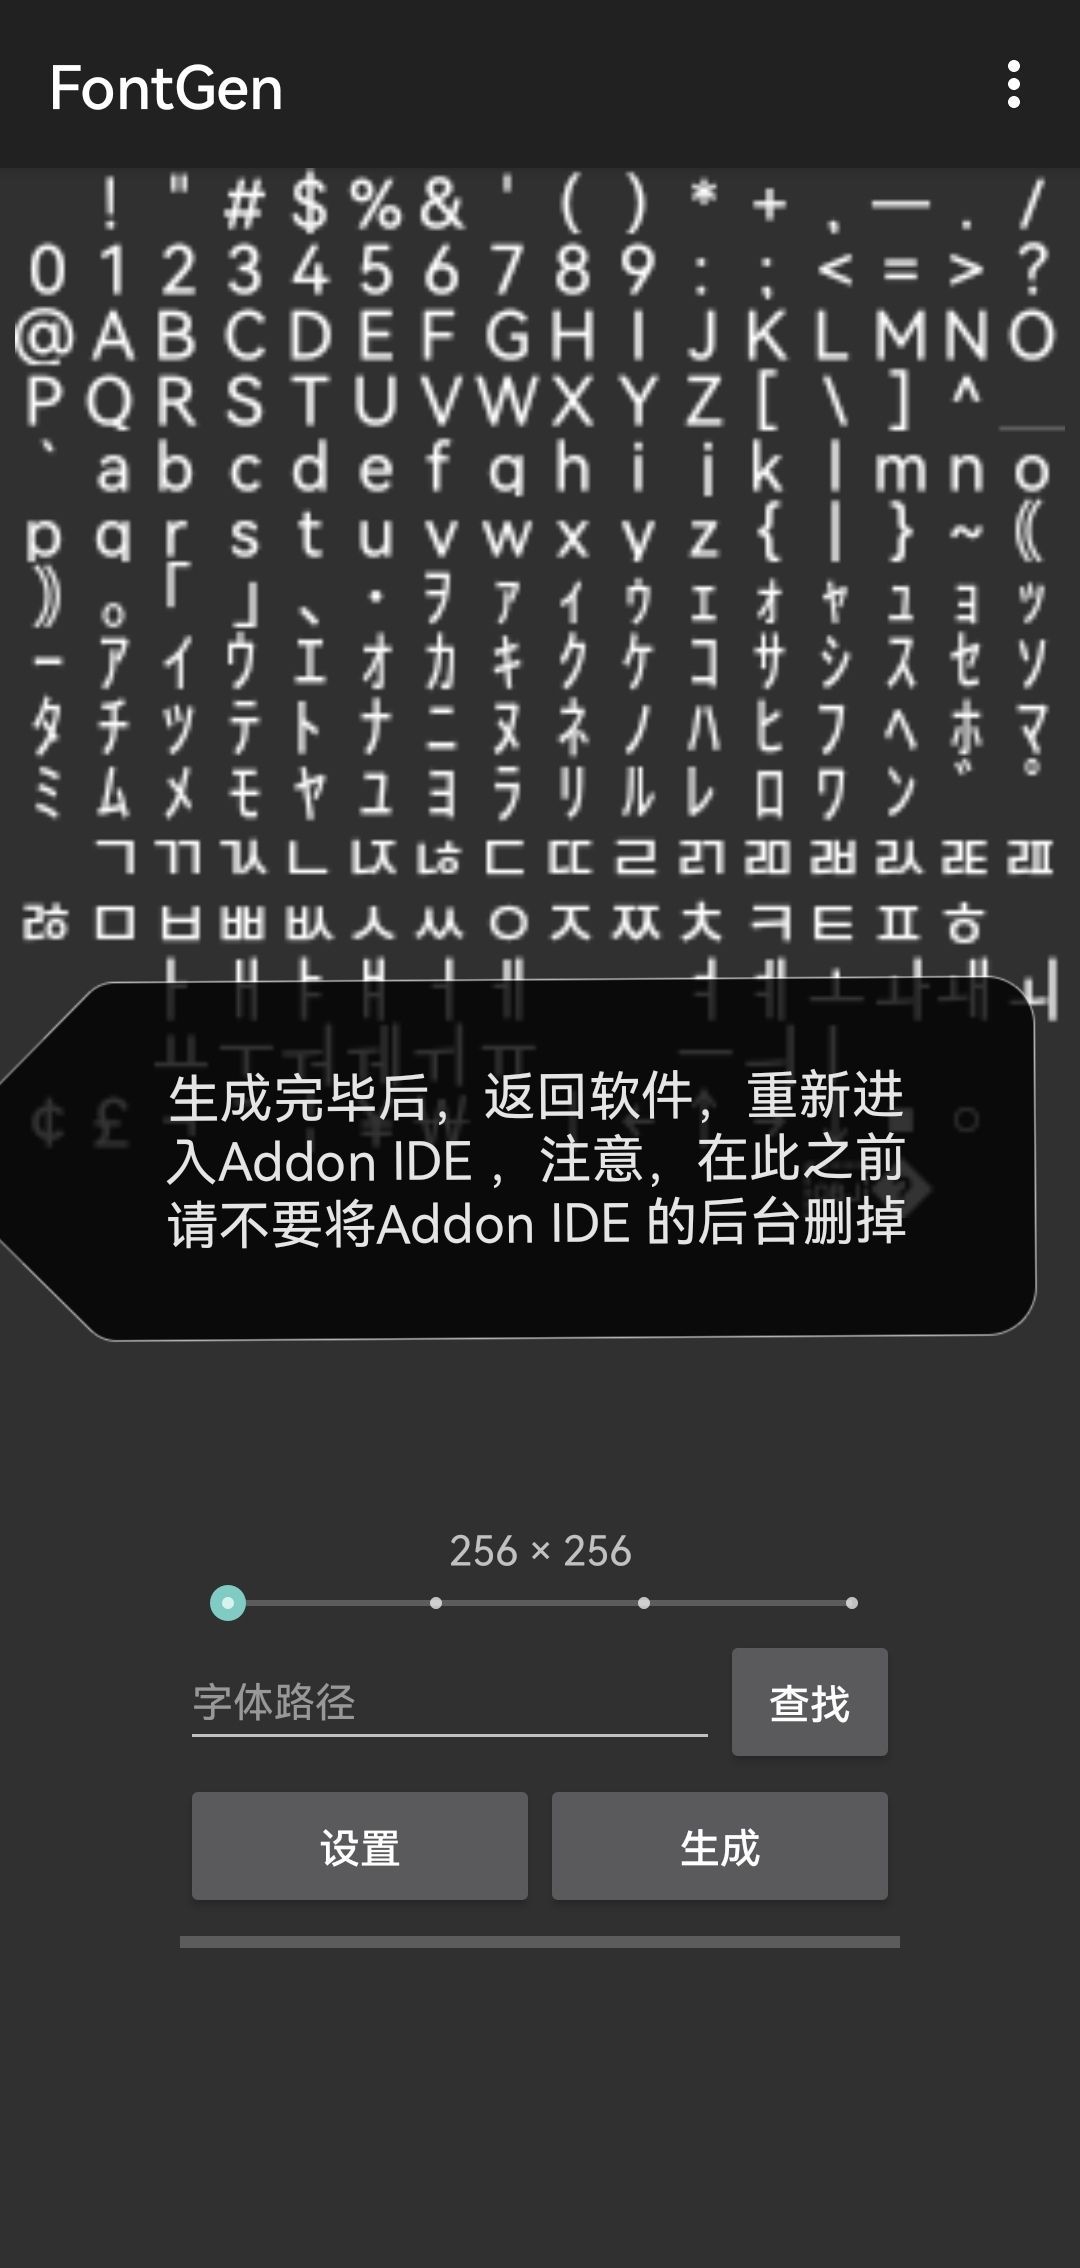 FontGen
! " # $ % & ' ( ) * + , — . /
0 1 2 3 4 5 6 7 8 9 : ; < = > ?
@ A B C D E F G H I J K L M N O
P Q R S T U V W X Y Z [ \ ] ^ _
` a b c d e f g h i j k l m n o
p q r s t u v w x y z { | } ~ ⸨
⸩ 。 「 」 、 ・ ヲ ァ ィ ゥ ェ ォ ャ ュ ョ ッ
ー ア イ ウ エ オ カ キ ク ケ コ サ シ ス セ ソ
タ チ ツ テ ト ナ ニ ヌ ネ ノ ハ ヒ フ ヘ ホ マ
ミ ム メ モ ヤ ユ ヨ ラ リ ル レ ロ ワ ン ゙ ゚
ㄱ ㄲ ㄳ ㄴ ㄵ ㄶ ㄷ ㄸ ㄹ ㄺ ㄻ ㄼ ㄽ ㄾ ㄿ
ㅀ ㅁ ㅂ ㅃ ㅄ ㅅ ㅆ ㅇ ㅈ ㅉ ㅊ ㅋ ㅌ ㅍ ㅎ
ㅏ ㅐ ㅑ ㅒ ㅓ ㅔ ㅕ ㅖ ㅗ ㅘ ㅙ ㅚ
ㅛ ㅜ ㅝ ㅞ ㅟ ㅠ ㅡ ㅢ ㅣ
¢ £
生成完毕后，返回软件，重新进
入Addon IDE ，注意，在此之前
请不要将Addon IDE 的后台删掉
256 × 256
字体路径
查找
设置
生成